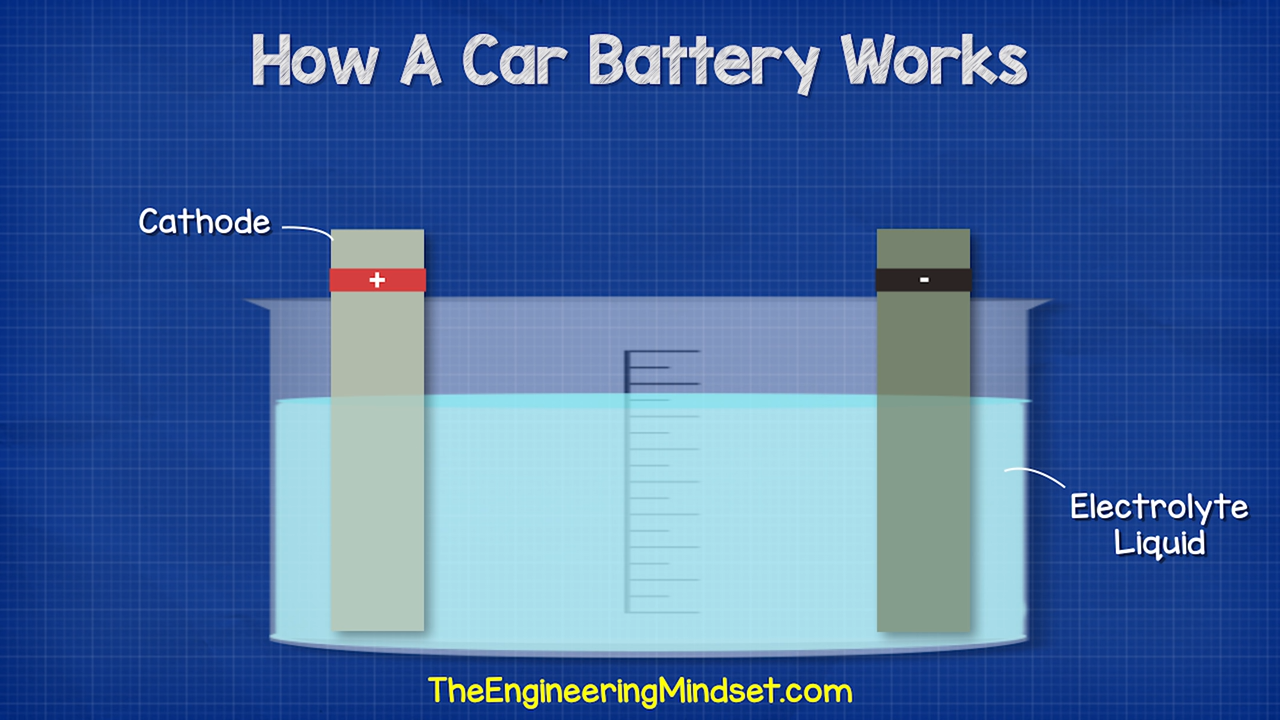 How A Car Battery Works
Cathode
+
-
Electrolyte
Liquid
TheEngineeringMindset.com